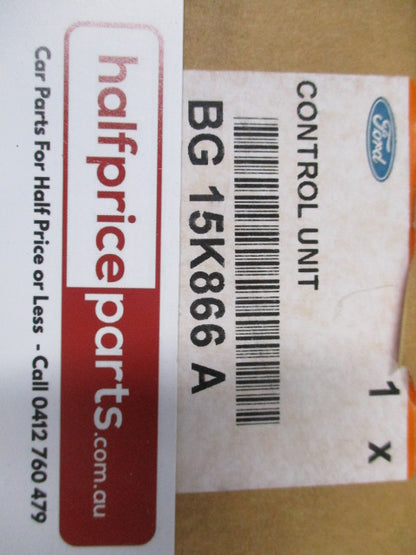 Ford
1 X
CONTROL UNIT
BG 15K866 A
halfpriceparts.com.au
Car Parts For Half Price or Less - Call 0412 760 479